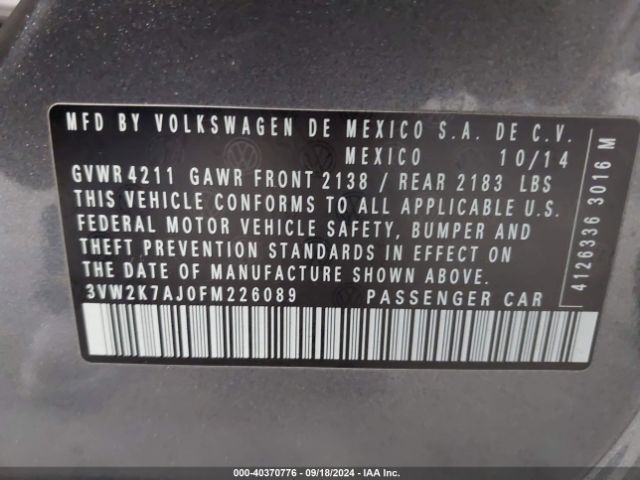 MFD BY VOLKSWAGEN DE MEXICO S.A. DE C.V.
MEXICO 10/14
GVWR 4211 GAWR FRONT 2138 / REAR 2183 LBS
THIS VEHICLE CONFORMS TO ALL APPLICABLE U.S.
FEDERAL MOTOR VEHICLE SAFETY, BUMPER AND
THEFT PREVENTION STANDARDS IN EFFECT ON
THE DATE OF MANUFACTURE SHOWN ABOVE.
3VW2K7AJ0FM226089 PASSENGER CAR
4126336 3016 M
000-40370776 - 09/18/2024 - IAA Inc. Copyright